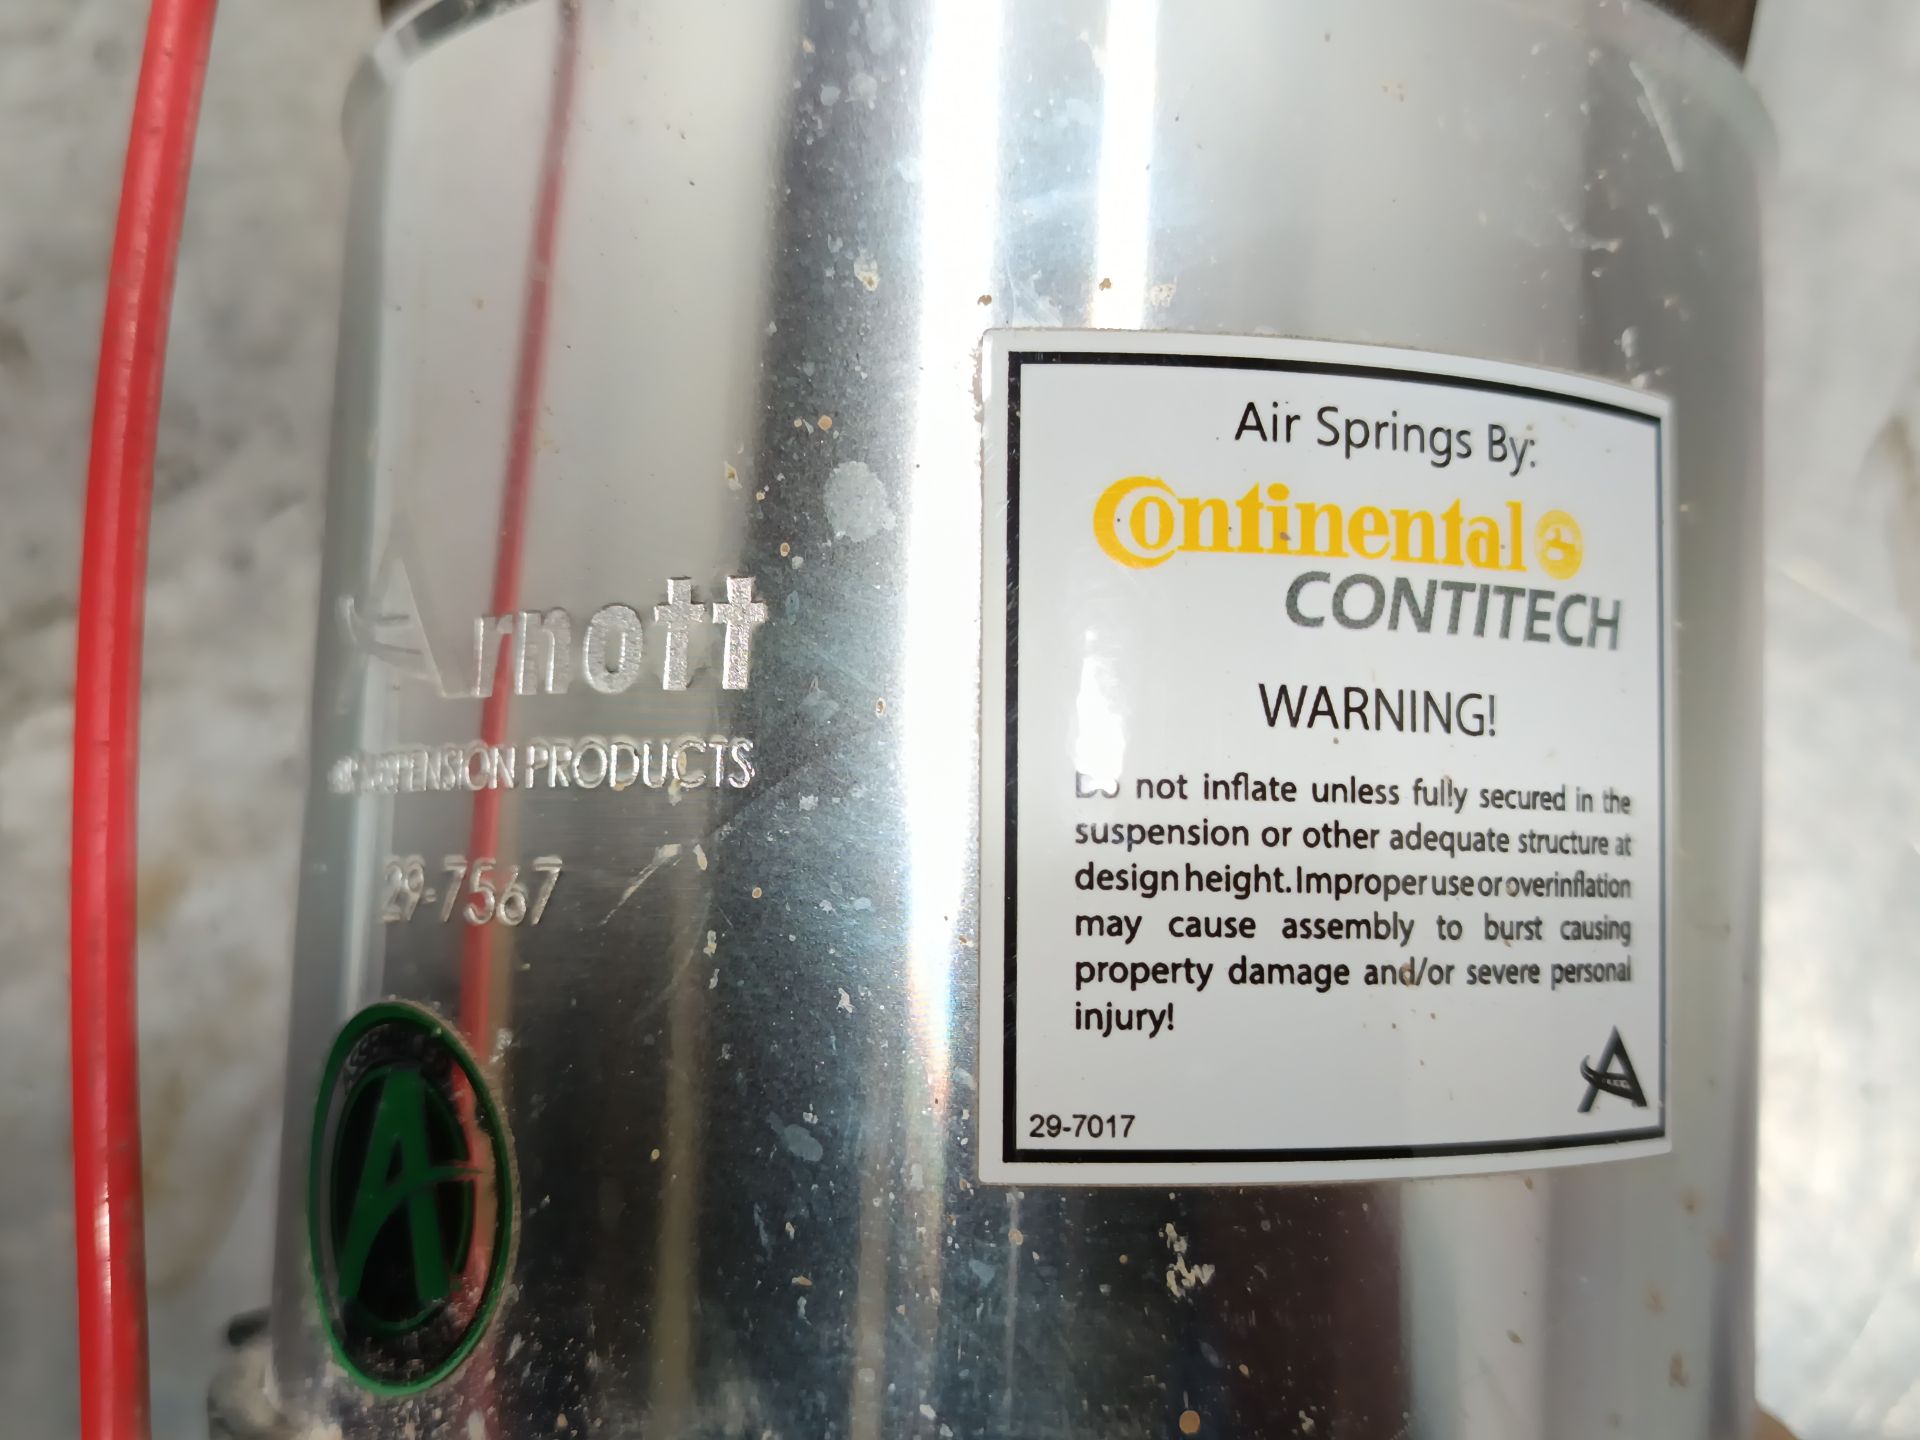 Arnott
AIR SUSPENSION PRODUCTS
29-7567
Air Springs By:
Continental
CONTITECH
WARNING!
Do not inflate unless fully secured in the
suspension or other adequate structure at
design height. Improper use or overinflation
may cause assembly to burst causing
property damage and/or severe personal
injury!
29-7017